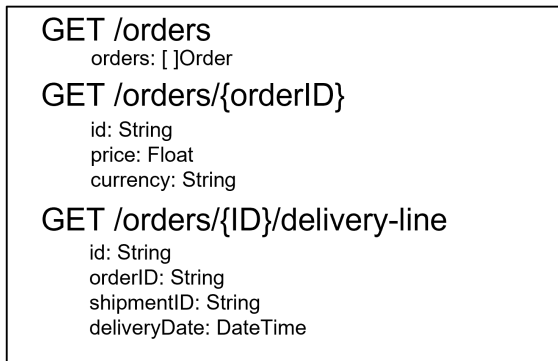 GET /orders
orders: [ ]Order
GET /orders/{orderID}
id: String
price: Float
currency: String
GET /orders/{ID}/delivery-line
id: String
orderID: String
shipmentID: String
deliveryDate: DateTime